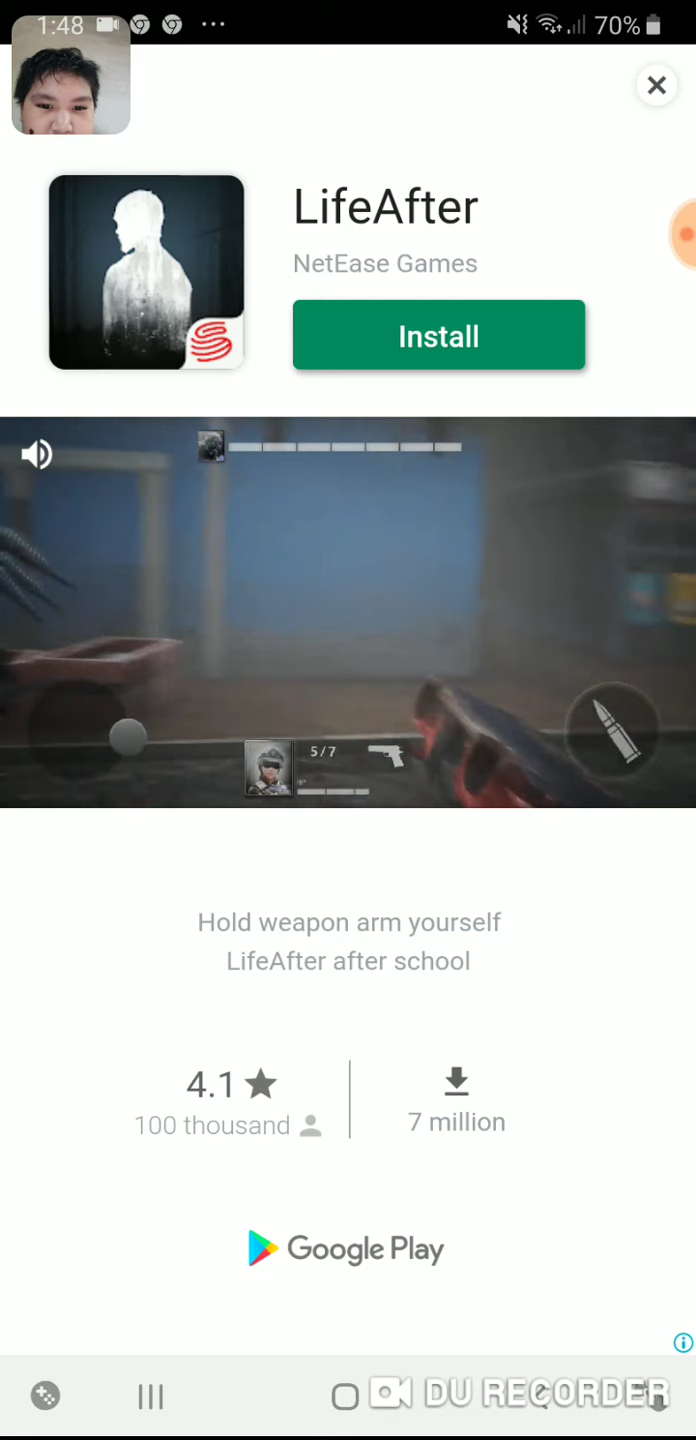 1:48
70%
LifeAfter
NetEase Games
Install
5/7
Hold weapon arm yourself
LifeAfter after school
4.1
100 thousand
7 million
Google Play
DU RECORDER